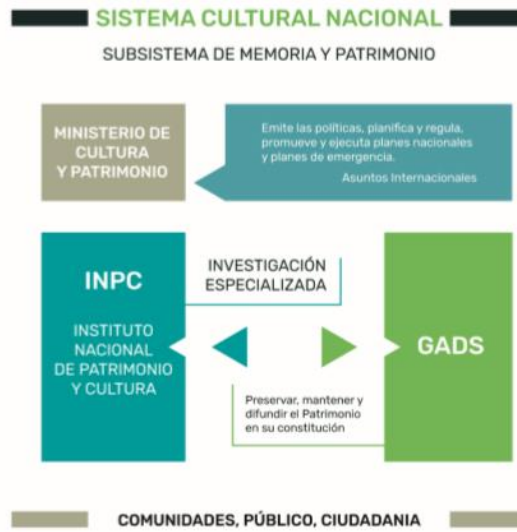 SISTEMA CULTURAL NACIONAL
SUBSISTEMA DE MEMORIA Y PATRIMONIO
MINISTERIO DE
CULTURA
Y PATRIMONIO
Emite las políticas, planifica y regula,
promueve y ejecuta planes nacionales
y planes de emergencia.
Asuntos Internacionales
INPC
INSTITUTO
NACIONAL
DE PATRIMONIO
Y CULTURA
INVESTIGACIÓN
ESPECIALIZADA
GADS
Preservar, mantener y
difundir el Patrimonio
en su constitución
COMUNIDADES, PÚBLICO, CIUDADANIA